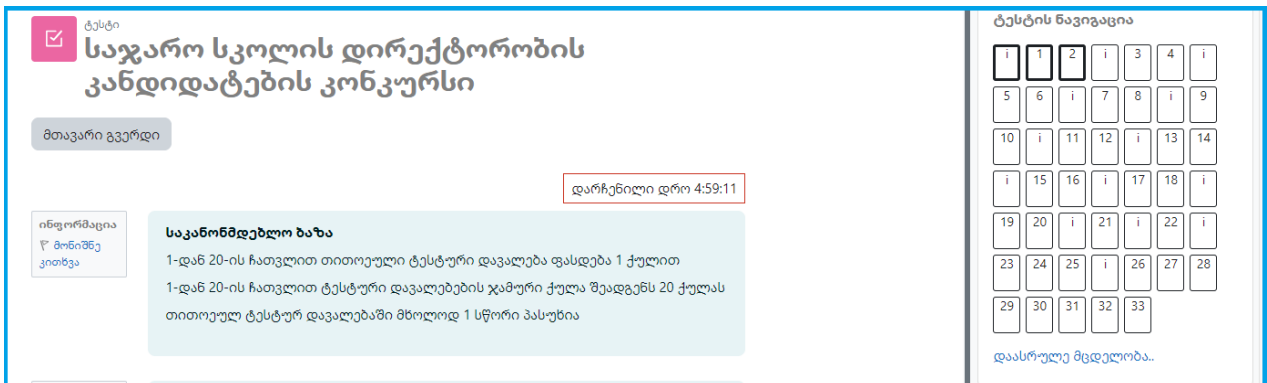 ტესტი
საჯარო სკოლის დირექტორობის
კანდიდატების კონკურსი
მთავარი გვერდი
დარჩენილი დრო 4:59:11
ინფორმაცია
მონიშნე
კითხვა
საკანონმდებლო ბაზა
1-დან 20-ის ჩათვლით თითოეული ტესტური დავალება ფასდება 1 ქულით
1-დან 20-ის ჩათვლით ტესტური დავალებების ჯამური ქულა შეადგენს 20 ქულას
თითოეულ ტესტურ დავალებაში მხოლოდ 1 სწორი პასუხია
ტესტის ნავიგაცია
i 1 2 i 3 4 i
5 6 i 7 8 i 9
10 i 11 12 i 13 14
i 15 16 i 17 18 i
19 20 i 21 i 22 i
23 24 25 i 26 27 28
29 30 31 32 33
დაასრულე მცდელობა..